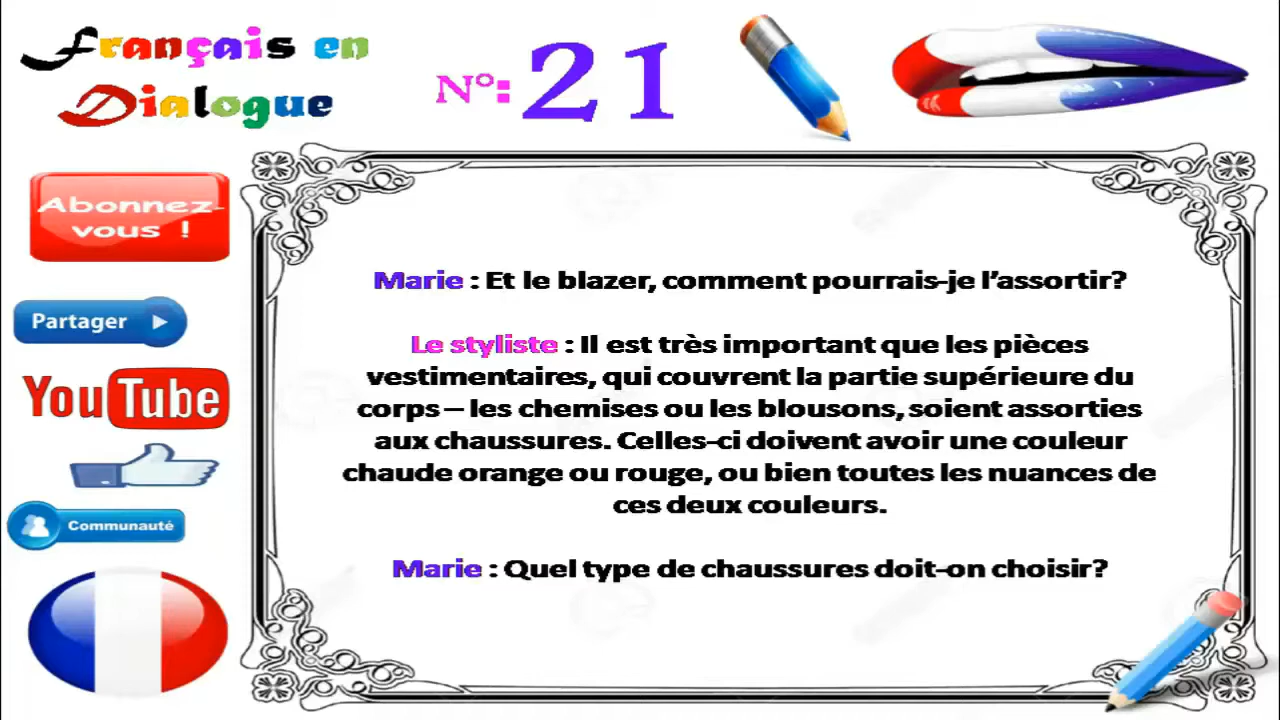 Français en
Dialogue
N°: 21
Abonnez-
vous !
Partager
YouTube
Communauté
Marie : Et le blazer, comment pourrais-je l’assortir?
Le styliste : Il est très important que les pièces
vestimentaires, qui couvrent la partie supérieure du
corps – les chemises ou les blousons, soient assorties
aux chaussures. Celles-ci doivent avoir une couleur
chaude orange ou rouge, ou bien toutes les nuances de
ces deux couleurs.
Marie : Quel type de chaussures doit-on choisir?